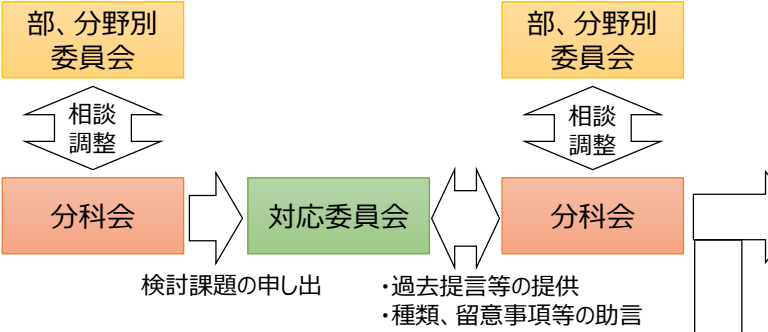 部、分野別
委員会
部、分野別
委員会
相談
調整
相談
調整
分科会
対応委員会
分科会
検討課題の申し出
・過去提言等の提供
・種類、留意事項等の助言